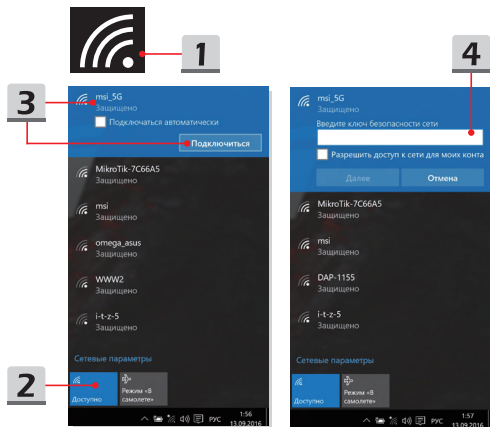 1
4
3
msi_5G
Защищено
Подключаться автоматически
Подключиться
MikroTik-7C66A5
Защищено
msi
Защищено
omega_asus
Защищено
WWW2
Защищено
i-t-z-5
Защищено
Сетевые параметры
2
Доступно
Режим «В
самолете»
РУС
1:56
13.09.2016
msi_5G
Защищено
Введите ключ безопасности сети
Разрешить доступ к сети для моих конта
Далее
Отмена
MikroTik-7C66A5
Защищено
msi
Защищено
DAP-1155
Защищено
i-t-z-5
Защищено
Сетевые параметры
Доступно
Режим «В
самолете»
РУС
1:57
13.09.2016